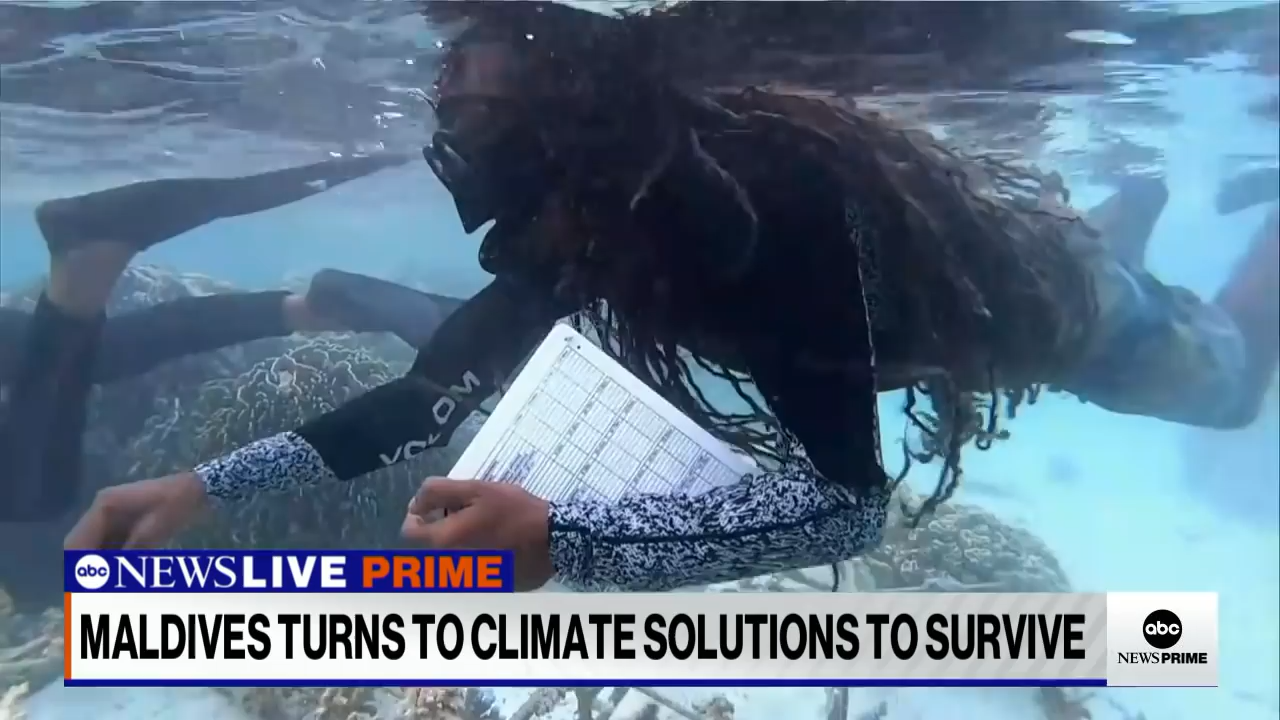 VOLCOM
abc NEWS LIVE PRIME
MALDIVES TURNS TO CLIMATE SOLUTIONS TO SURVIVE
abc
NEWS PRIME